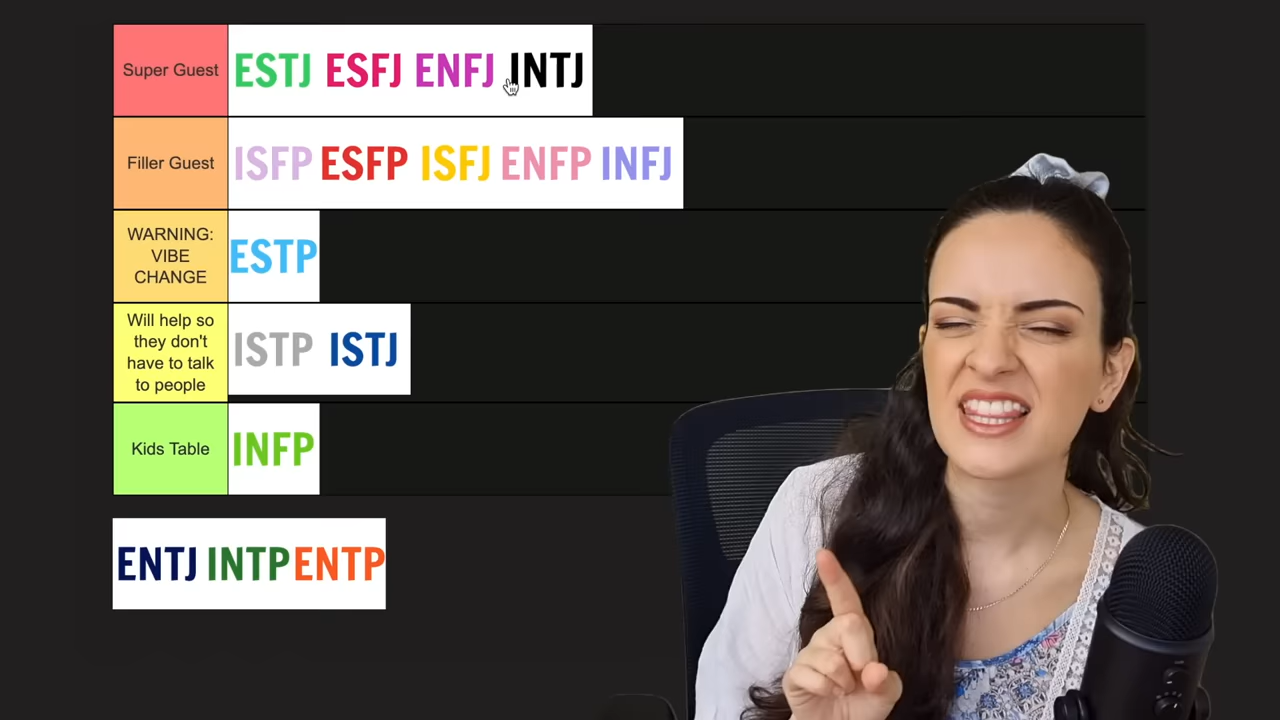 Super Guest
ESTJ ESFJ ENFJ INTJ
Filler Guest
ISFP ESFP ISFJ ENFP INFJ
WARNING:
VIBE
CHANGE
ESTP
Will help so
they don't
have to talk
to people
ISTP ISTJ
Kids Table
INFP
ENTJ INTP ENTP